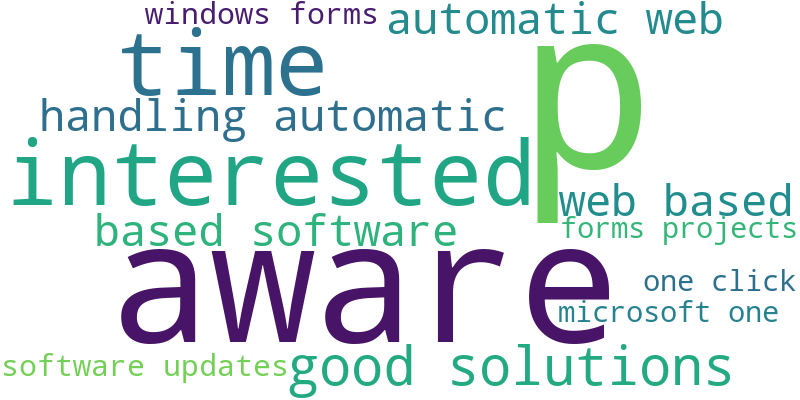 windows forms
automatic web
time
p
handling automatic
interested
web based
based software
forms projects
aware
one click
microsoft one
software updates
good solutions